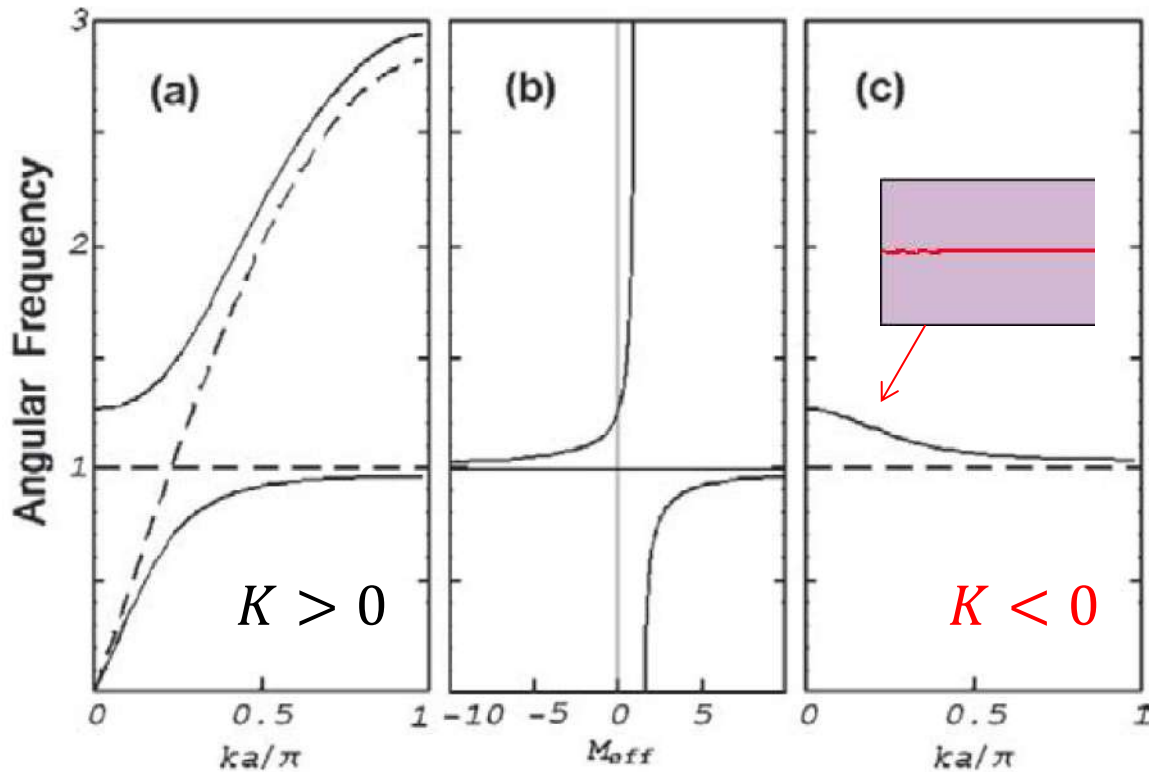 (a)
(b)
(c)
Angular Frequency
3
2
1
K > 0
K < 0
0 0.5 1
-10 -5 0 5
0 0.5 1
ka/π
M_eff
ka/π